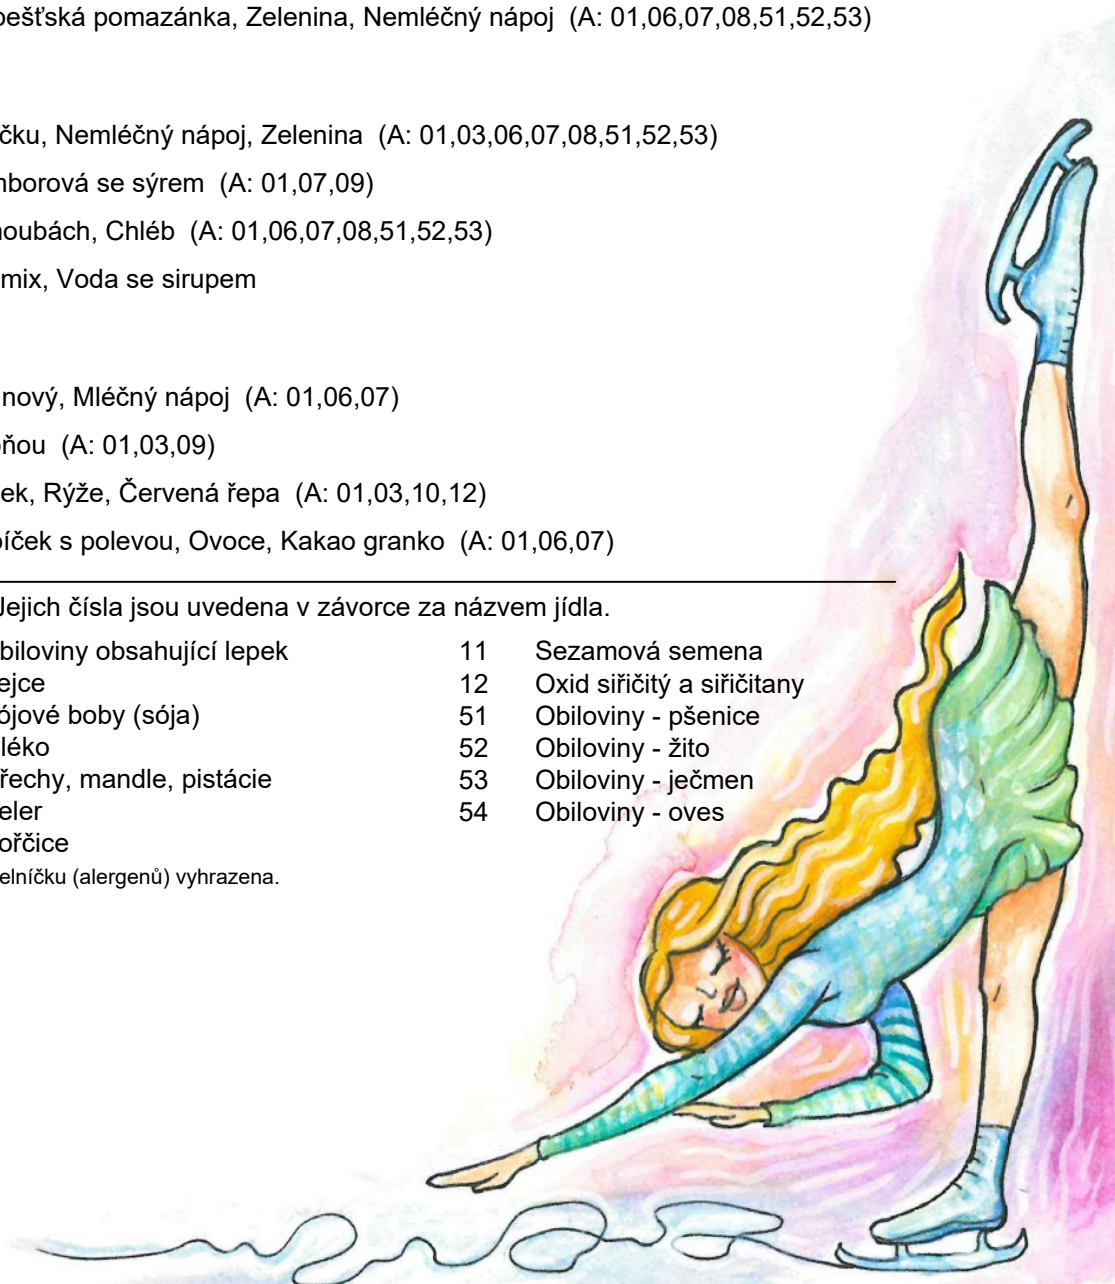 pešťská pomazánka, Zelenina, Nemléčný nápoj (A: 01,06,07,08,51,52,53)
čku, Nemléčný nápoj, Zelenina (A: 01,03,06,07,08,51,52,53)
mborová se sýrem (A: 01,07,09)
houbách, Chléb (A: 01,06,07,08,51,52,53)
mix, Voda se sirupem
nový, Mléčný nápoj (A: 01,06,07)
ňou (A: 01,03,09)
ek, Rýže, Červená řepa (A: 01,03,10,12)
píček s polevou, Ovoce, Kakao granko (A: 01,06,07)
Jejich čísla jsou uvedena v závorce za názvem jídla.
biloviny obsahující lepek 11 Sezamová semena
ejce 12 Oxid siřičitý a siřičitany
ójové boby (sója) 51 Obiloviny - pšenice
léko 52 Obiloviny - žito
řechy, mandle, pistácie 53 Obiloviny - ječmen
eler 54 Obiloviny - oves
ořčice
elníčku (alergenů) vyhrazena.